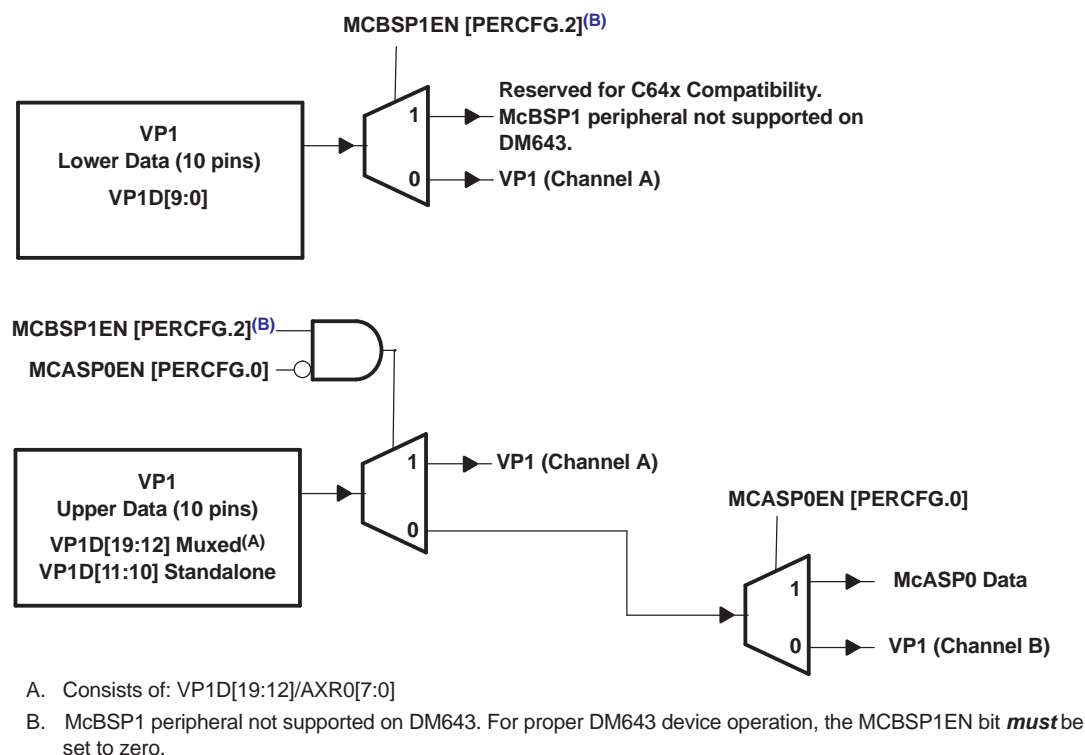 MCBSP1EN [PERCFG.2](B)
VP1
Lower Data (10 pins)
VP1D[9:0]
1
0
Reserved for C64x Compatibility.
McBSP1 peripheral not supported on
DM643.
VP1 (Channel A)
MCBSP1EN [PERCFG.2](B)
MCASP0EN [PERCFG.0]
VP1
Upper Data (10 pins)
VP1D[19:12] Muxed(A)
VP1D[11:10] Standalone
1
0
VP1 (Channel A)
MCASP0EN [PERCFG.0]
1
0
McASP0 Data
VP1 (Channel B)
A. Consists of: VP1D[19:12]/AXR0[7:0]
B. McBSP1 peripheral not supported on DM643. For proper DM643 device operation, the MCBSP1EN bit must be
set to zero.